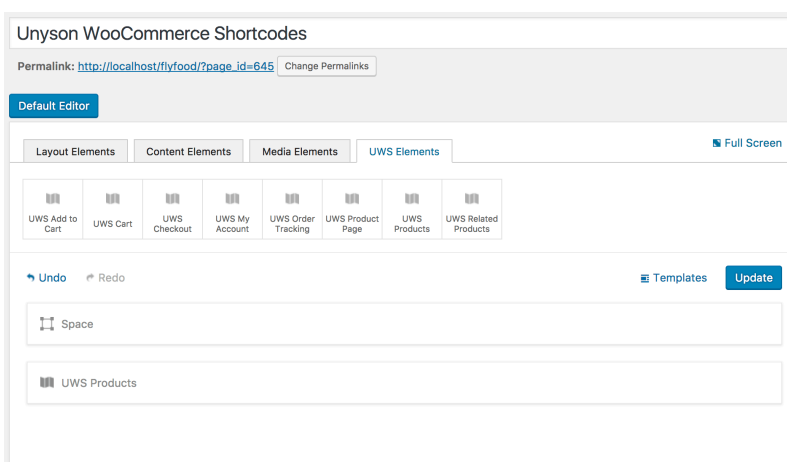 Unyson WooCommerce Shortcodes
Permalink: http://localhost/flyfood/?page_id=645 Change Permalinks
Default Editor
Layout Elements Content Elements Media Elements UWS Elements Full Screen
UWS Add to Cart UWS Cart UWS Checkout UWS My Account UWS Order Tracking UWS Product Page UWS Products UWS Related Products
Undo Redo Templates Update
Space
UWS Products